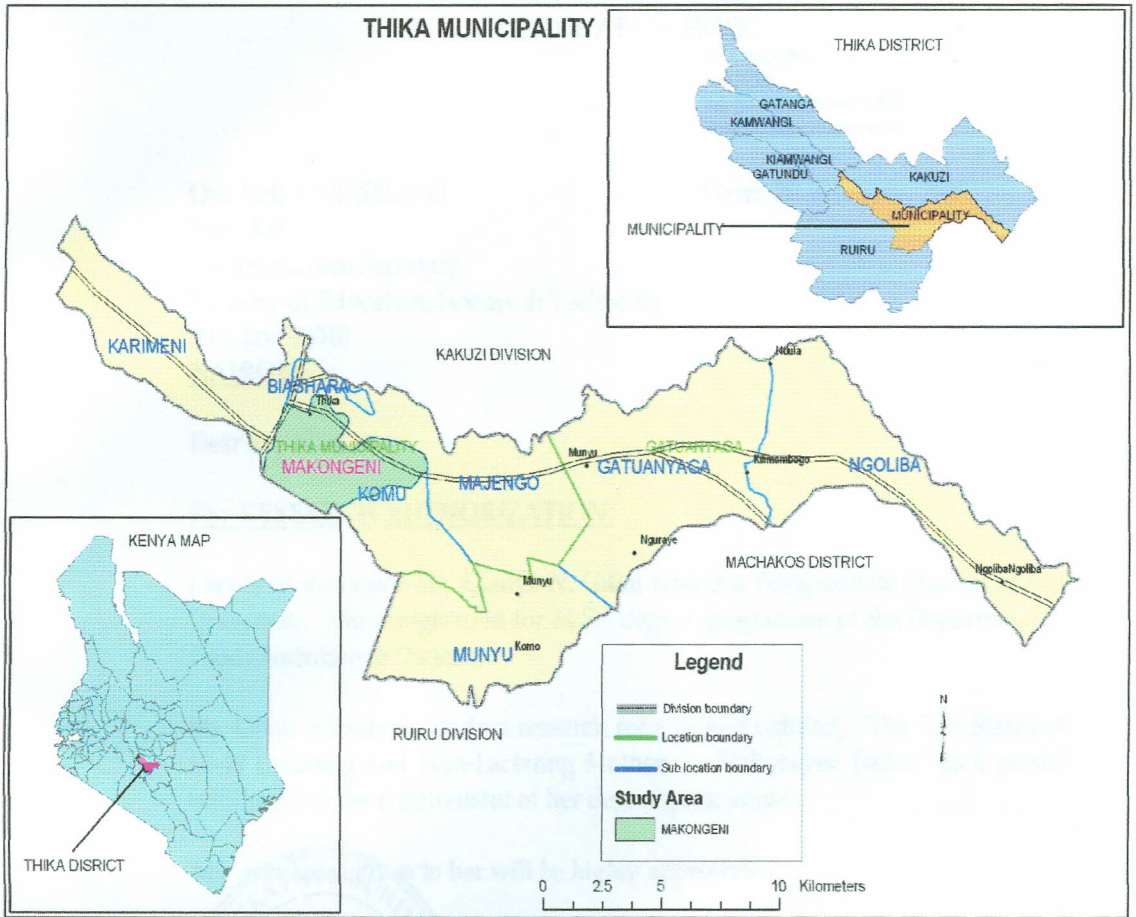 THIKA MUNICIPALITY
THIKA DISTRICT
GATANGA
KAMWANGI
KIAMWANGI
GATUNDU
KAKUZI
MUNICIPALITY
MUNICIPALITY
RUIRU
KARIMENI
KAKUZI DIVISION
BIASHARA
Thika
THIKA MUNICIPALITY
MAKONGENI
KOMU
MAJENGO
Munyu
GATUANYAGA
GATUANYAGA
Ndula
Kilimambogo
NGOLIBA
Nguraye
MACHAKOS DISTRICT
NgolibaNgoliba
Munyu
MUNYU
Komo
RUIRU DIVISION
KENYA MAP
THIKA DISRICT
Legend
Division boundary
Location boundary
Sub location boundary
Study Area
MAKONGENI
N
0 2.5 5 10 Kilometers